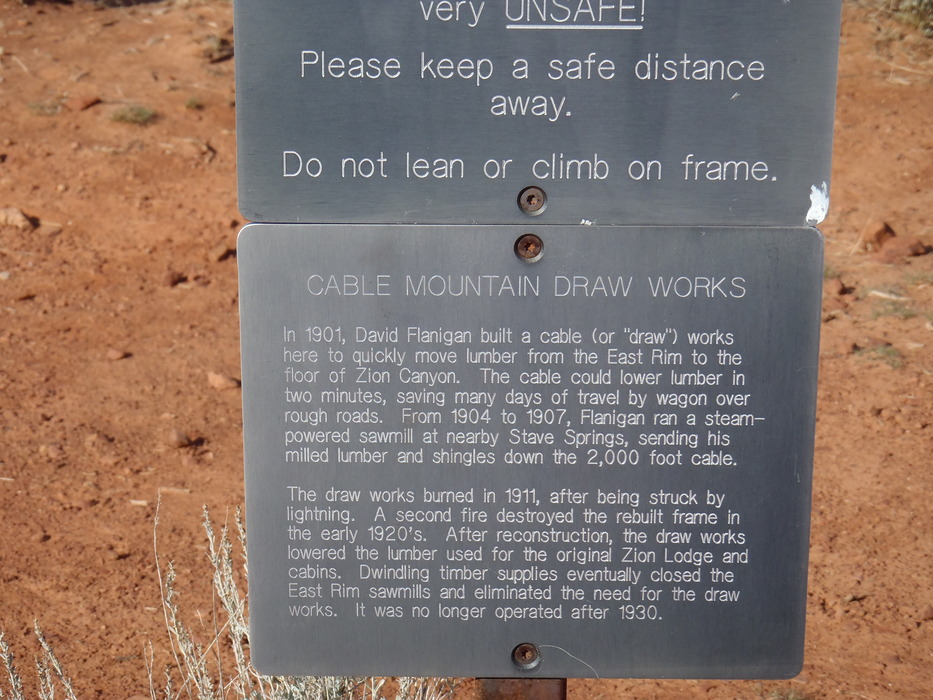 very UNSAFE!
Please keep a safe distance
away.
Do not lean or climb on frame.
CABLE MOUNTAIN DRAW WORKS
In 1901, David Flanigan built a cable (or "draw") works
here to quickly move lumber from the East Rim to the
floor of Zion Canyon. The cable could lower lumber in
two minutes, saving many days of travel by wagon over
rough roads. From 1904 to 1907, Flanigan ran a steam-
powered sawmill at nearby Stave Springs, sending his
milled lumber and shingles down the 2,000 foot cable.
The draw works burned in 1911, after being struck by
lightning. A second fire destroyed the rebuilt frame in
the early 1920's. After reconstruction, the draw works
lowered the lumber used for the original Zion Lodge and
cabins. Dwindling timber supplies eventually closed the
East Rim sawmills and eliminated the need for the draw
works. It was no longer operated after 1930.